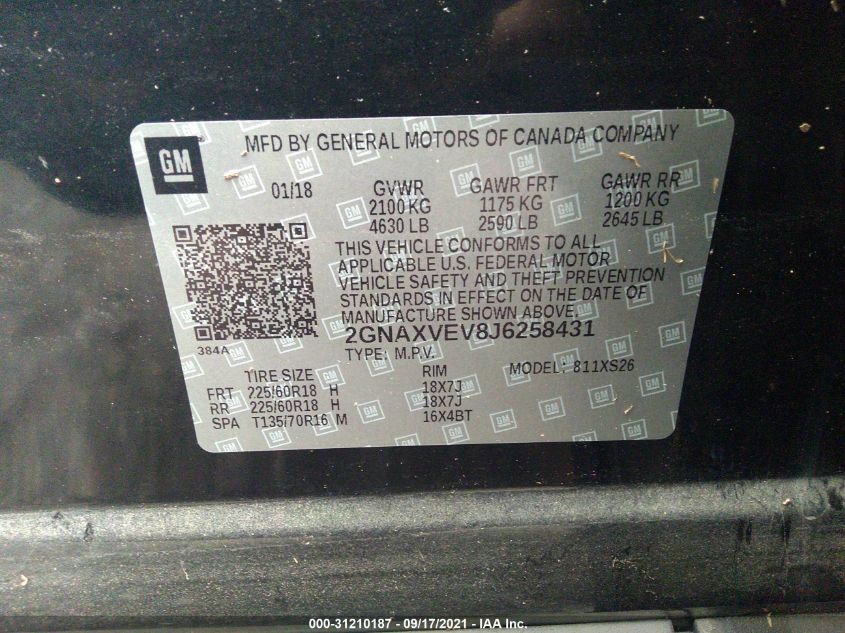 GM
MFD BY GENERAL MOTORS OF CANADA COMPANY
01/18 GVWR GAWR FRT GAWR RR
2100 KG 1175 KG 1200 KG
4630 LB 2590 LB 2645 LB
THIS VEHICLE CONFORMS TO ALL
APPLICABLE U.S. FEDERAL MOTOR
VEHICLE SAFETY AND THEFT PREVENTION
STANDARDS IN EFFECT ON THE DATE OF
MANUFACTURE SHOWN ABOVE.
2GNAXVEV8J6258431
384A
TYPE: M.P.V. MODEL: 811XS26
TIRE SIZE RIM
FRT 225/60R18 H 18X7J
RR 225/60R18 H 18X7J
SPA T135/70R16 M 16X4BT
000-31210187 - 09/17/2021 - IAA Inc.